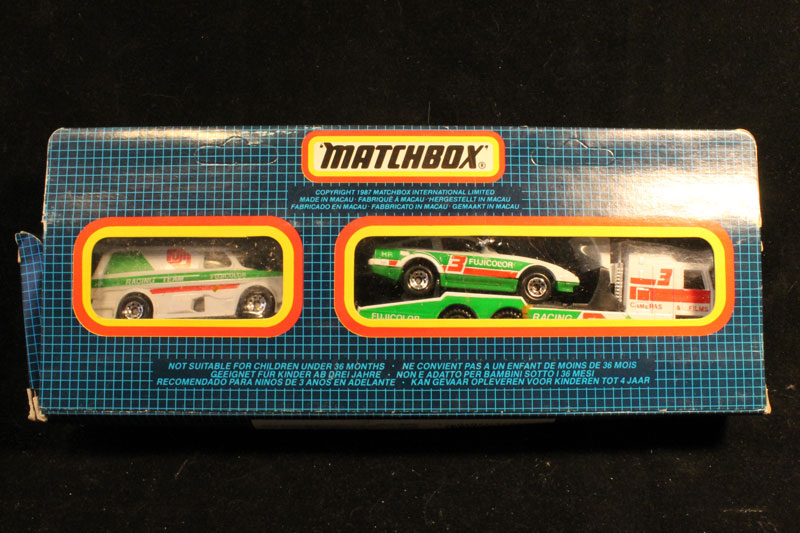 "MATCHBOX"®
COPYRIGHT 1987 MATCHBOX INTERNATIONAL LIMITED
MADE IN MACAU · FABRIQUÉ À MACAU · HERGESTELLT IN MACAU
FABRICADO EN MACAU · FABBRICATO IN MACAU · GEMAAKT IN MACAU
FUJI
RACING TEAM FUJICOLOR
3 FUJICOLOR
FUJICOLOR RACING
3
CAMERAS & FILMS
NOT SUITABLE FOR CHILDREN UNDER 36 MONTHS · NE CONVIENT PAS A UN ENFANT DE MOINS DE 36 MOIS
GEEIGNET FUR KINDER AB DREI JAHRE · NON E ADATTO PER BAMBINI SOTTO I 36 MESI
RECOMENDADO PARA NINOS DE 3 ANOS EN ADELANTE · KAN GEVAAR OPLEVEREN VOOR KINDEREN TOT 4 JAAR